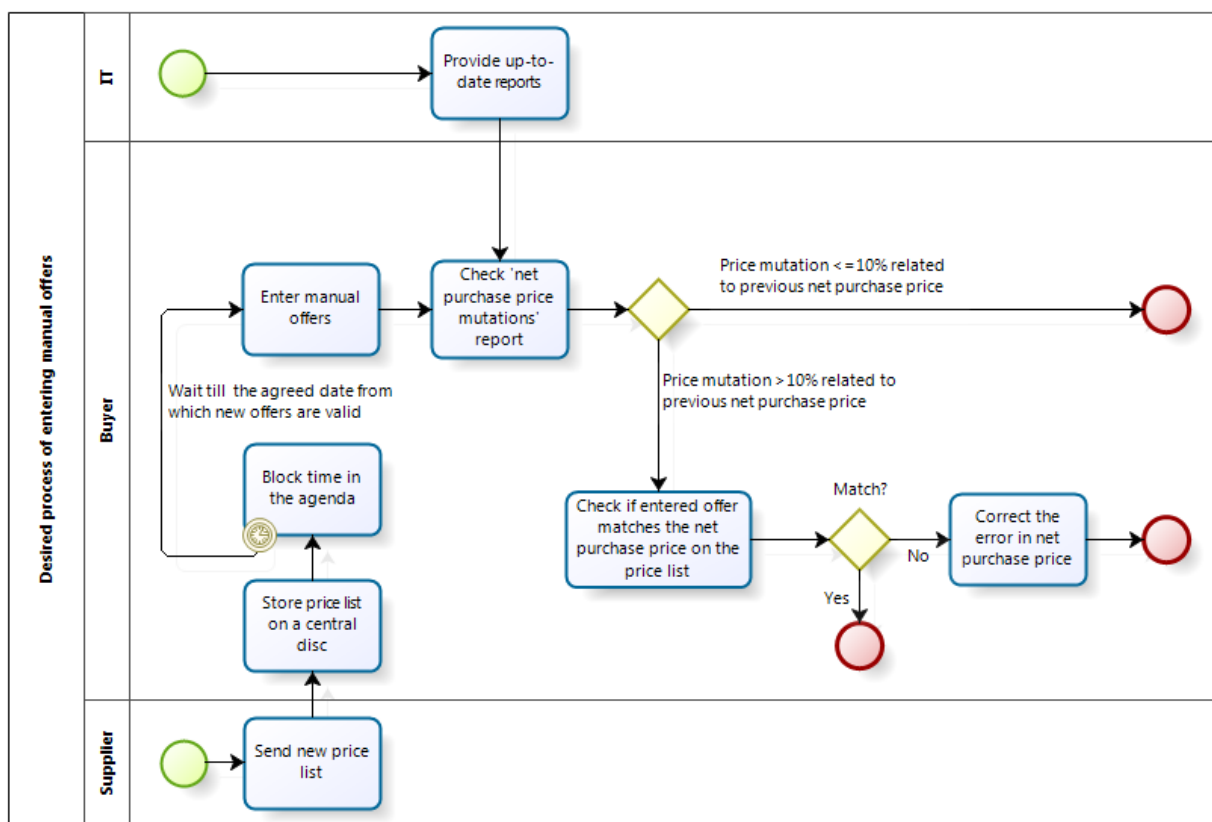 Desired process of entering manual offers
IT
Provide up-to-
date reports
Buyer
Enter manual
offers
Check 'net
purchase price
mutations'
report
Price mutation <=10% related
to previous net purchase price
Price mutation >10% related to
previous net purchase price
Wait till  the agreed date from
which new offers are valid
Block time in
the agenda
Store price list
on a central
disc
Check if entered offer
matches the net
purchase price on the
price list
Match?
No
Yes
Correct the
error in net
purchase price
Supplier
Send new price
list